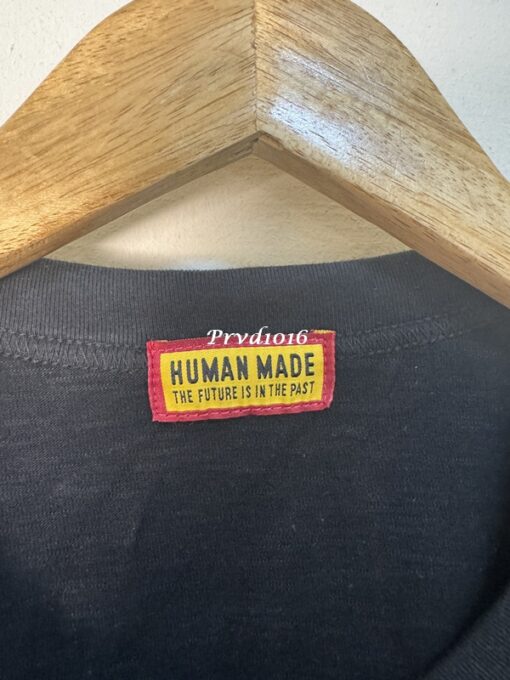 Prvd1016
HUMAN MADE
THE FUTURE IS IN THE PAST